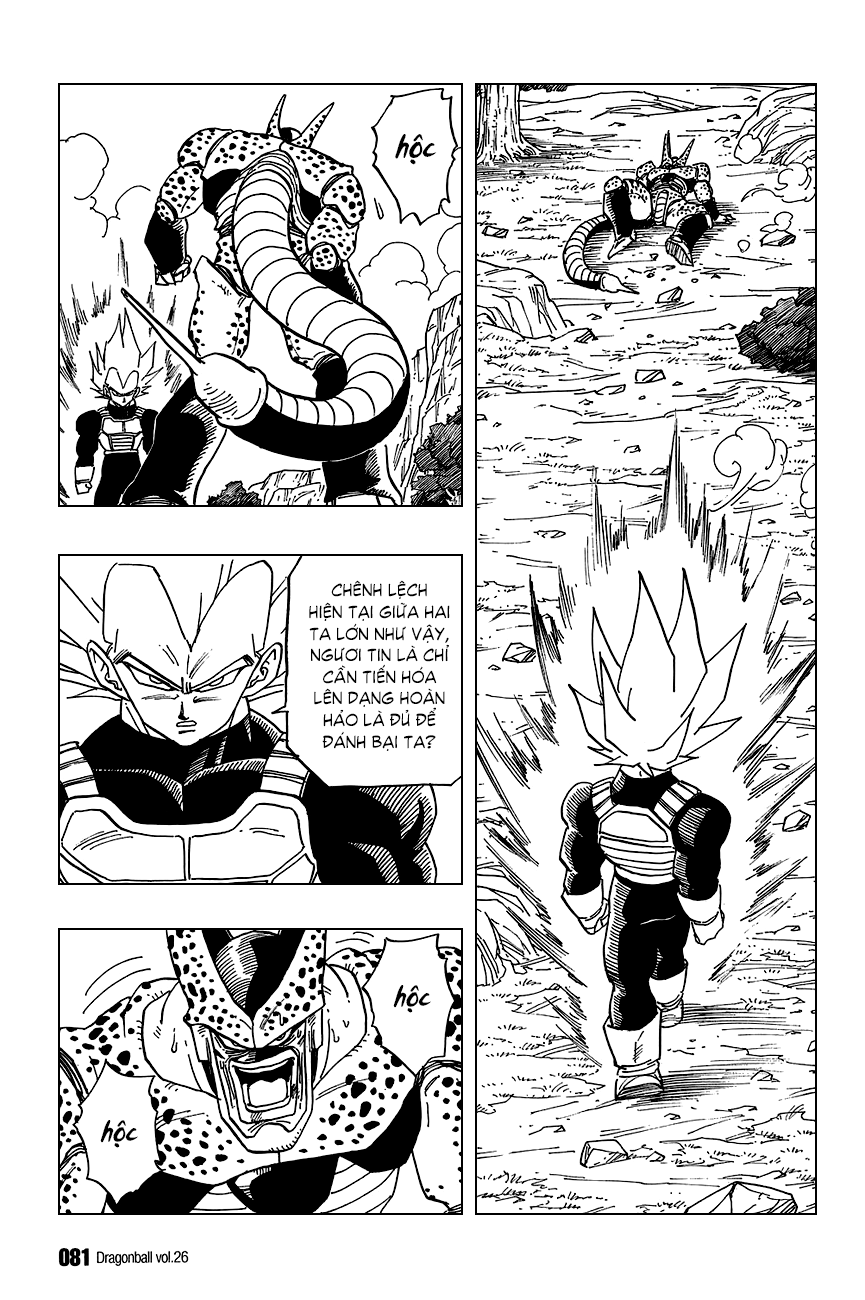 hộc
CHÊNH LỆCH
HIỆN TẠI GIỮA HAI
TA LỚN NHƯ VẬY,
NGƯƠI TIN LÀ CHỈ
CẦN TIẾN HÓA
LÊN DẠNG HOÀN
HẢO LÀ ĐỦ ĐỂ
ĐÁNH BẠI TA?
hộc
hộc
081 Dragonball vol.26